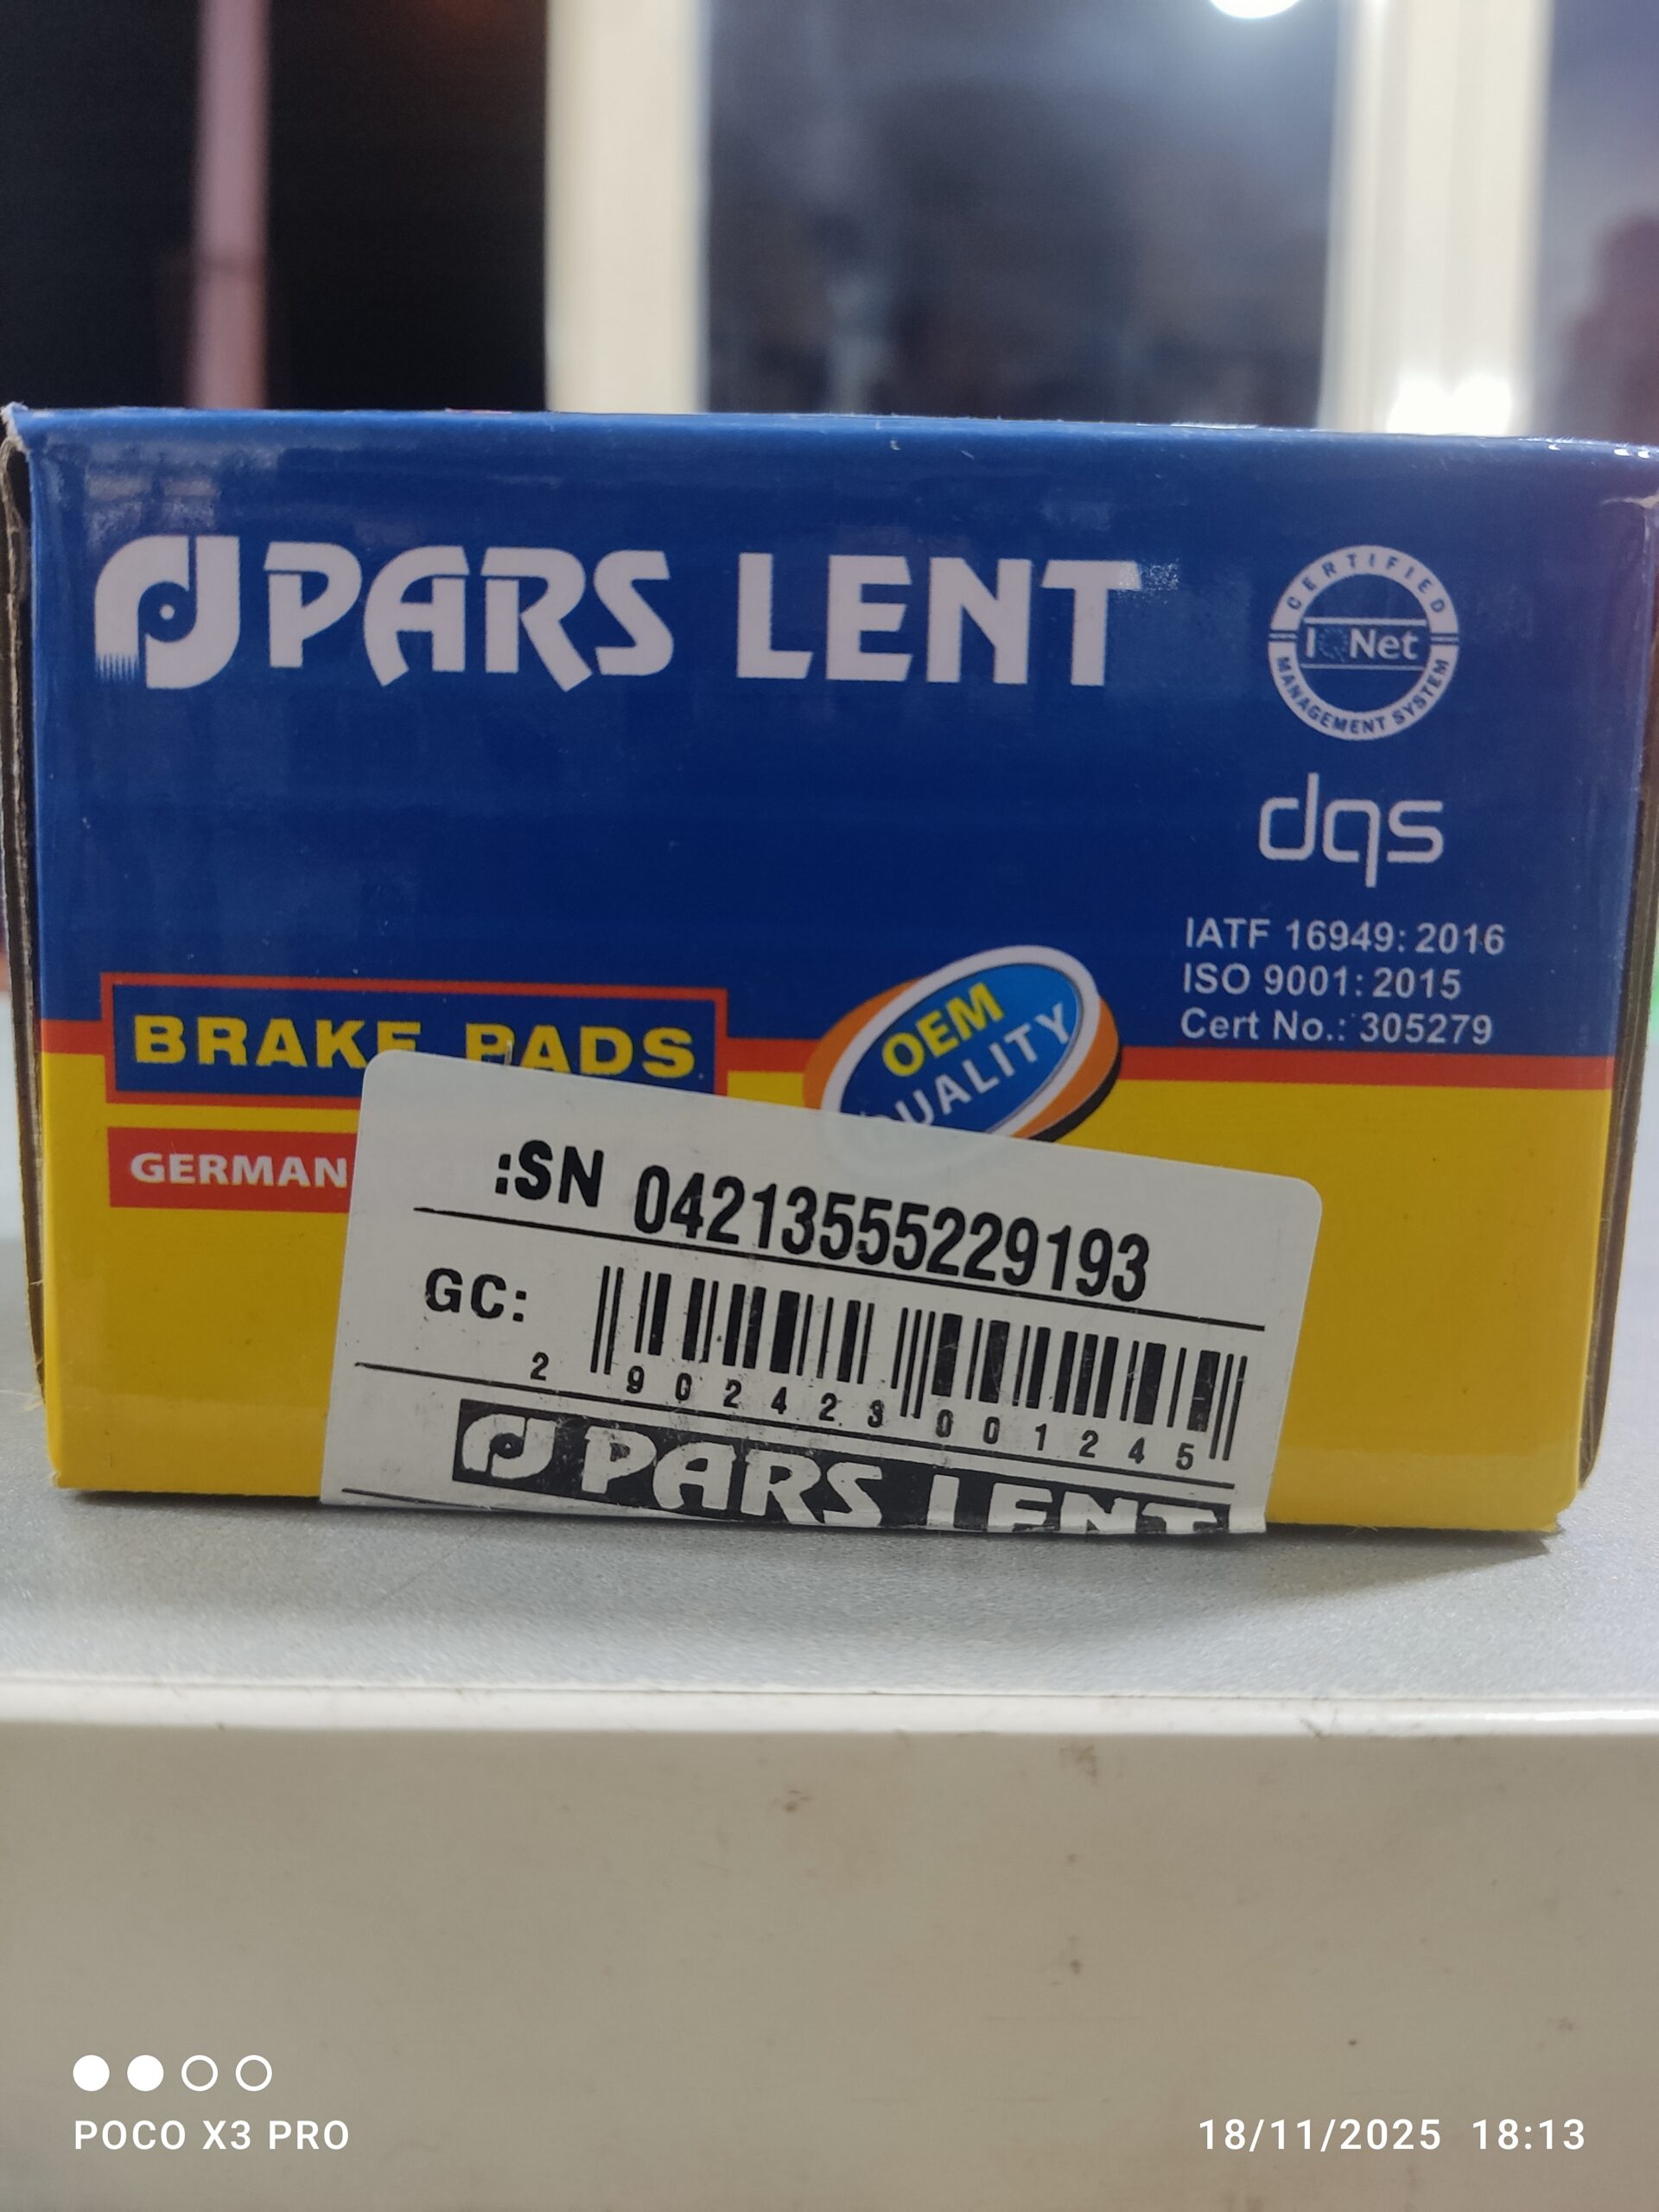 PARS LENT
CERTIFIED
IQNet
MANAGEMENT SYSTEM
dqs
IATF 16949: 2016
ISO 9001: 2015
Cert No.: 305279
BRAKE PADS
OEM
QUALITY
GERMAN
:SN 04213555229193
GC:
2 902423 001245
PARS LENT
POCO X3 PRO
18/11/2025 18:13